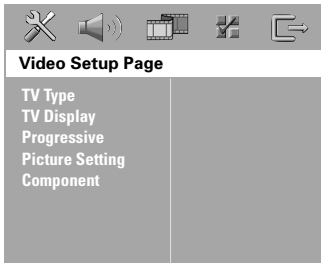 Video Setup Page
TV Type
TV Display
Progressive
Picture Setting
Component